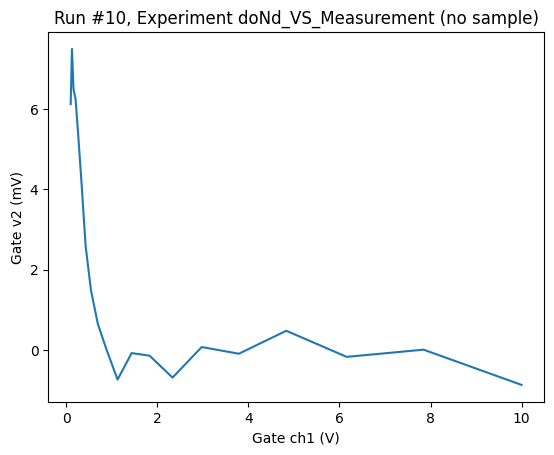 Run #10, Experiment doNd_VS_Measurement (no sample)
Gate v2 (mV)
6
4
2
0
0 2 4 6 8 10
Gate ch1 (V)